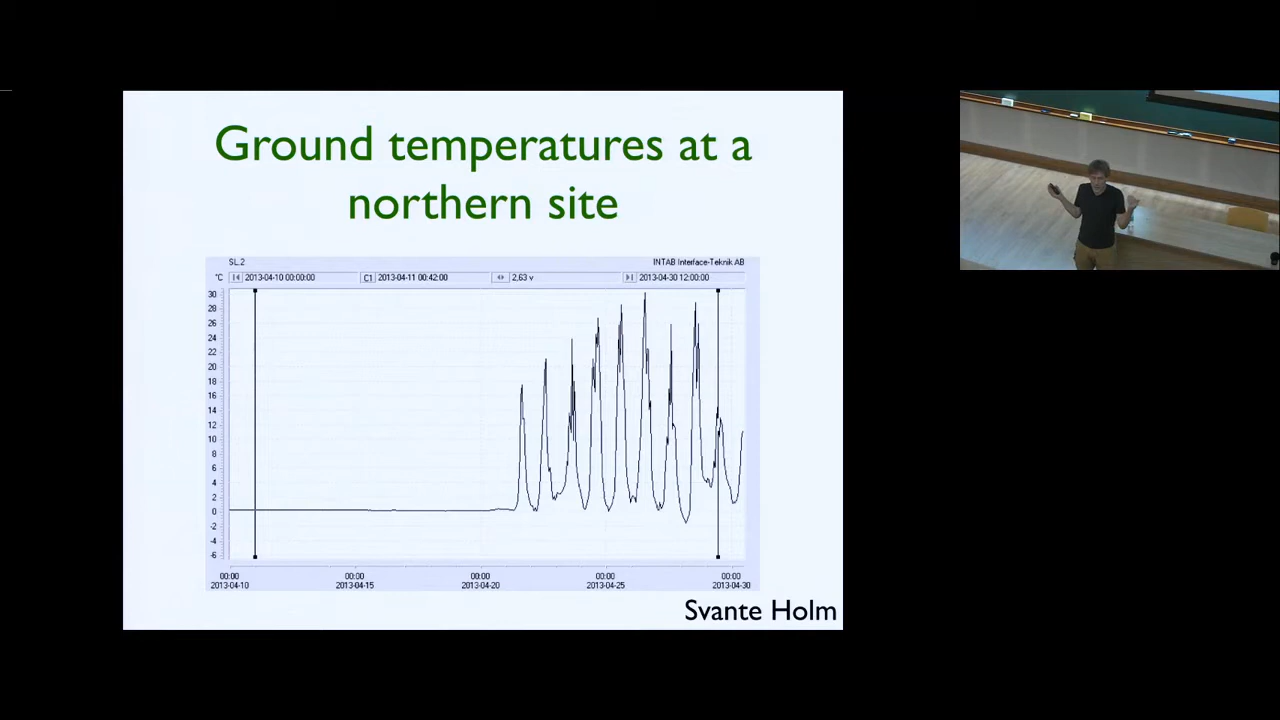 Ground temperatures at a
northern site
SL.2 INTAB Interface-Teknik AB
°C 2013-04-10 00:00:00 C1 2013-04-11 00:42:00 2,63 v 2013-04-30 12:00:00
30
28
26
24
22
20
18
16
14
12
10
8
6
4
2
0
-2
-4
-6
00:00 00:00 00:00 00:00 00:00
2013-04-10 2013-04-15 2013-04-20 2013-04-25 2013-04-30
Svante Holm